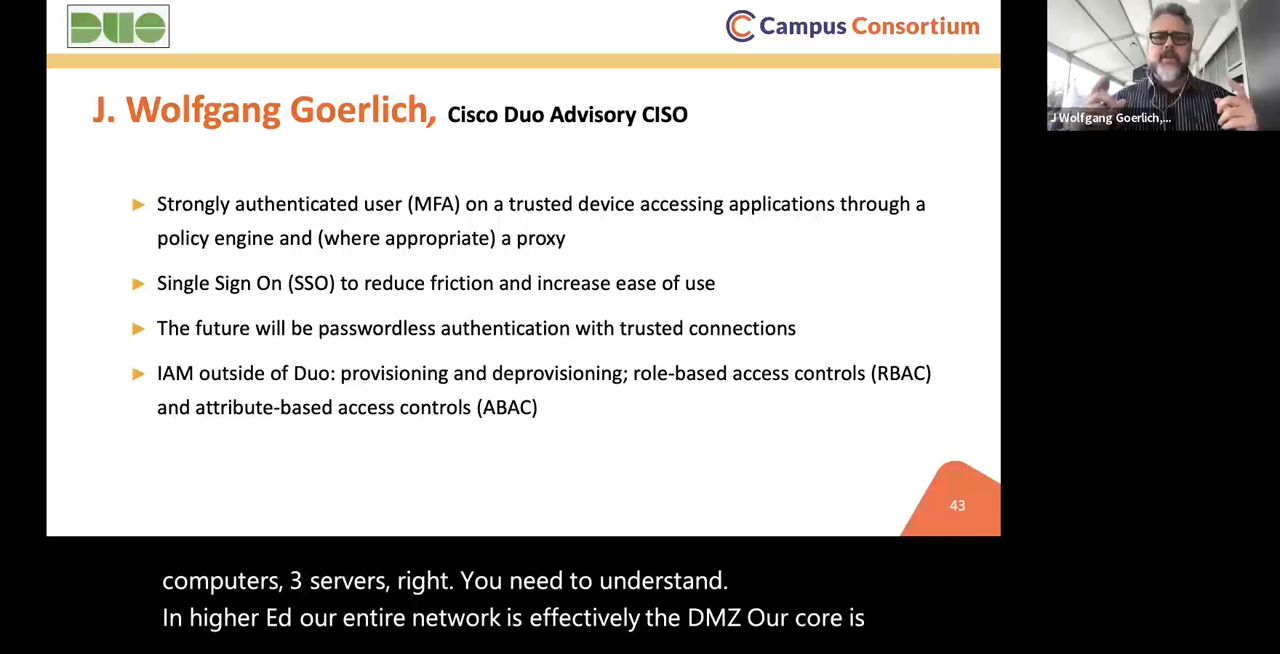 DUO
Campus Consortium
J. Wolfgang Goerlich, Cisco Duo Advisory CISO
J Wolfgang Goerlich,...
► Strongly authenticated user (MFA) on a trusted device accessing applications through a
policy engine and (where appropriate) a proxy
► Single Sign On (SSO) to reduce friction and increase ease of use
► The future will be passwordless authentication with trusted connections
► IAM outside of Duo: provisioning and deprovisioning; role-based access controls (RBAC)
and attribute-based access controls (ABAC)
43
computers, 3 servers, right. You need to understand.
In higher Ed our entire network is effectively the DMZ Our core is